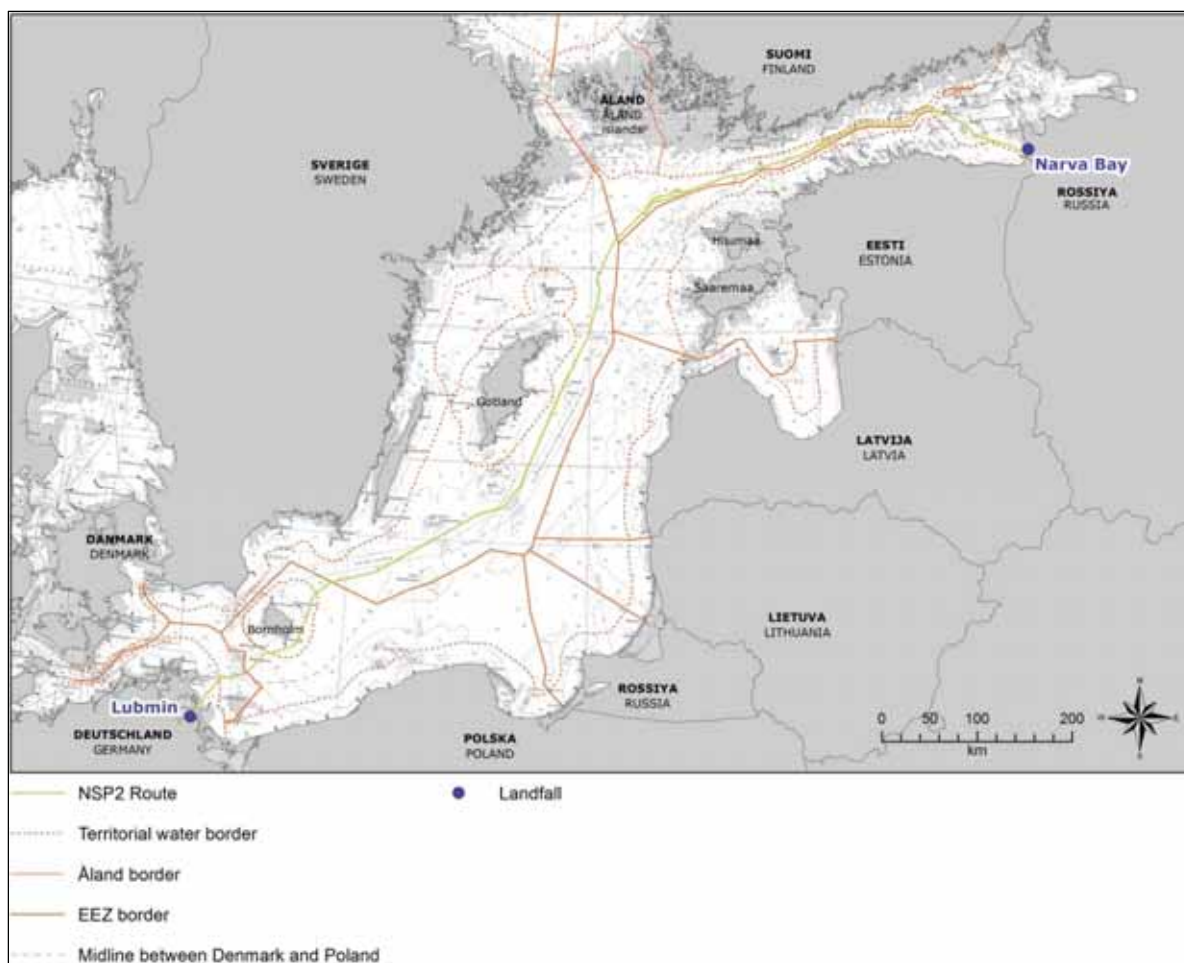 SUOMI
FINLAND
ÅLAND
ÅLAND
islands
SVERIGE
SWEDEN
Narva Bay
ROSSIYA
RUSSIA
Hiiumaa
EESTI
ESTONIA
Saaremaa
Gotland
LATVIJA
LATVIA
DANMARK
DENMARK
LIETUVA
LITHUANIA
Bornholm
ROSSIYA
RUSSIA
Lubmin
DEUTSCHLAND
GERMANY
POLSKA
POLAND
0 50 100 200
km
NSP2 Route
Landfall
Territorial water border
Åland border
EEZ border
Midline between Denmark and Poland